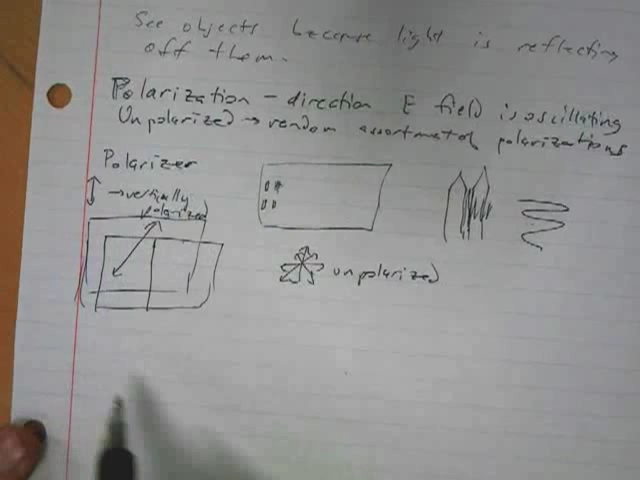 See objects because light is reflecting
off them.
Polarization - direction E field is oscillating
Unpolarized → random assortment of polarizations
Polarizer
→ vertically
polarized
unpolarized